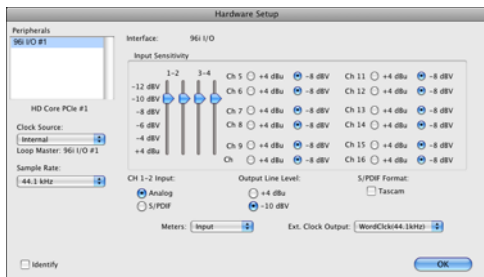 Hardware Setup
Peripherals
96i I/O #1
HD Core PCIe #1
Clock Source:
Internal
Loop Master: 96i I/O #1
Sample Rate:
44.1 kHz
Identify
Interface: 96i I/O
Input Sensitivity
1-2 3-4
-12 dBV
-10 dBV
-8 dBV
-6 dBV
-4 dBV
+4 dBu
Ch 5 +4 dBu -8 dBV Ch 11 +4 dBu -8 dBV
Ch 6 +4 dBu -8 dBV Ch 12 +4 dBu -8 dBV
Ch 7 +4 dBu -8 dBV Ch 13 +4 dBu -8 dBV
Ch 8 +4 dBu -8 dBV Ch 14 +4 dBu -8 dBV
Ch 9 +4 dBu -8 dBV Ch 15 +4 dBu -8 dBV
Ch +4 dBu -8 dBV Ch 16 +4 dBu -8 dBV
CH 1-2 Input: Output Line Level: S/PDIF Format:
Analog +4 dBu Tascam
S/PDIF -10 dBV
Meters: Input Ext. Clock Output: WordClck(44.1kHz)
OK